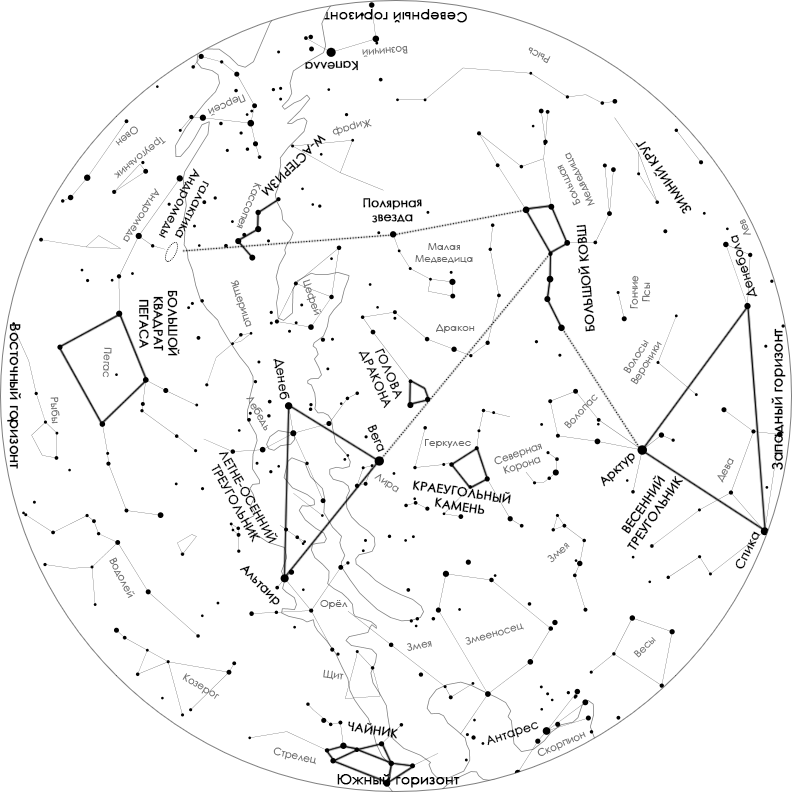 Северный горизонт
Возничий
Капелла
Рысь
Персей
Жираф
Овен
Треугольник
W-АСТЕРИЗМ
ЗИМНИЙ КРУГ
Большая
Медведица
Андромеда
ГАЛАКТИКА
АНДРОМЕДЫ
Кассопея
Полярная
звезда
Лев
Денебола
Малая
Медведица
БОЛЬШОЙ КОВШ
Гончие
Псы
Ящерица
Цефей
БОЛЬШОЙ
КВАДРАТ
ПЕГАСА
Дракон
Восточный горизонт
Западный горизонт
Пегас
ГОЛОВА
ДРАКОНА
Волосы
Вероники
Денеб
Рыбы
Лебедь
Вега
Волопас
Геркулес
Северная
Корона
Арктур
Дева
Лира
КРАЕУГОЛЬНЫЙ
КАМЕНЬ
ЛЕТНЕ-ОСЕННИЙ
ТРЕУГОЛЬНИК
ВЕСЕННИЙ
ТРЕУГОЛЬНИК
Спика
Змея
Водолей
Альтаир
Орёл
Змея
Змееносец
Весы
Козерог
Щит
ЧАЙНИК
Антарес
Скорпион
Стрелец
Южный горизонт